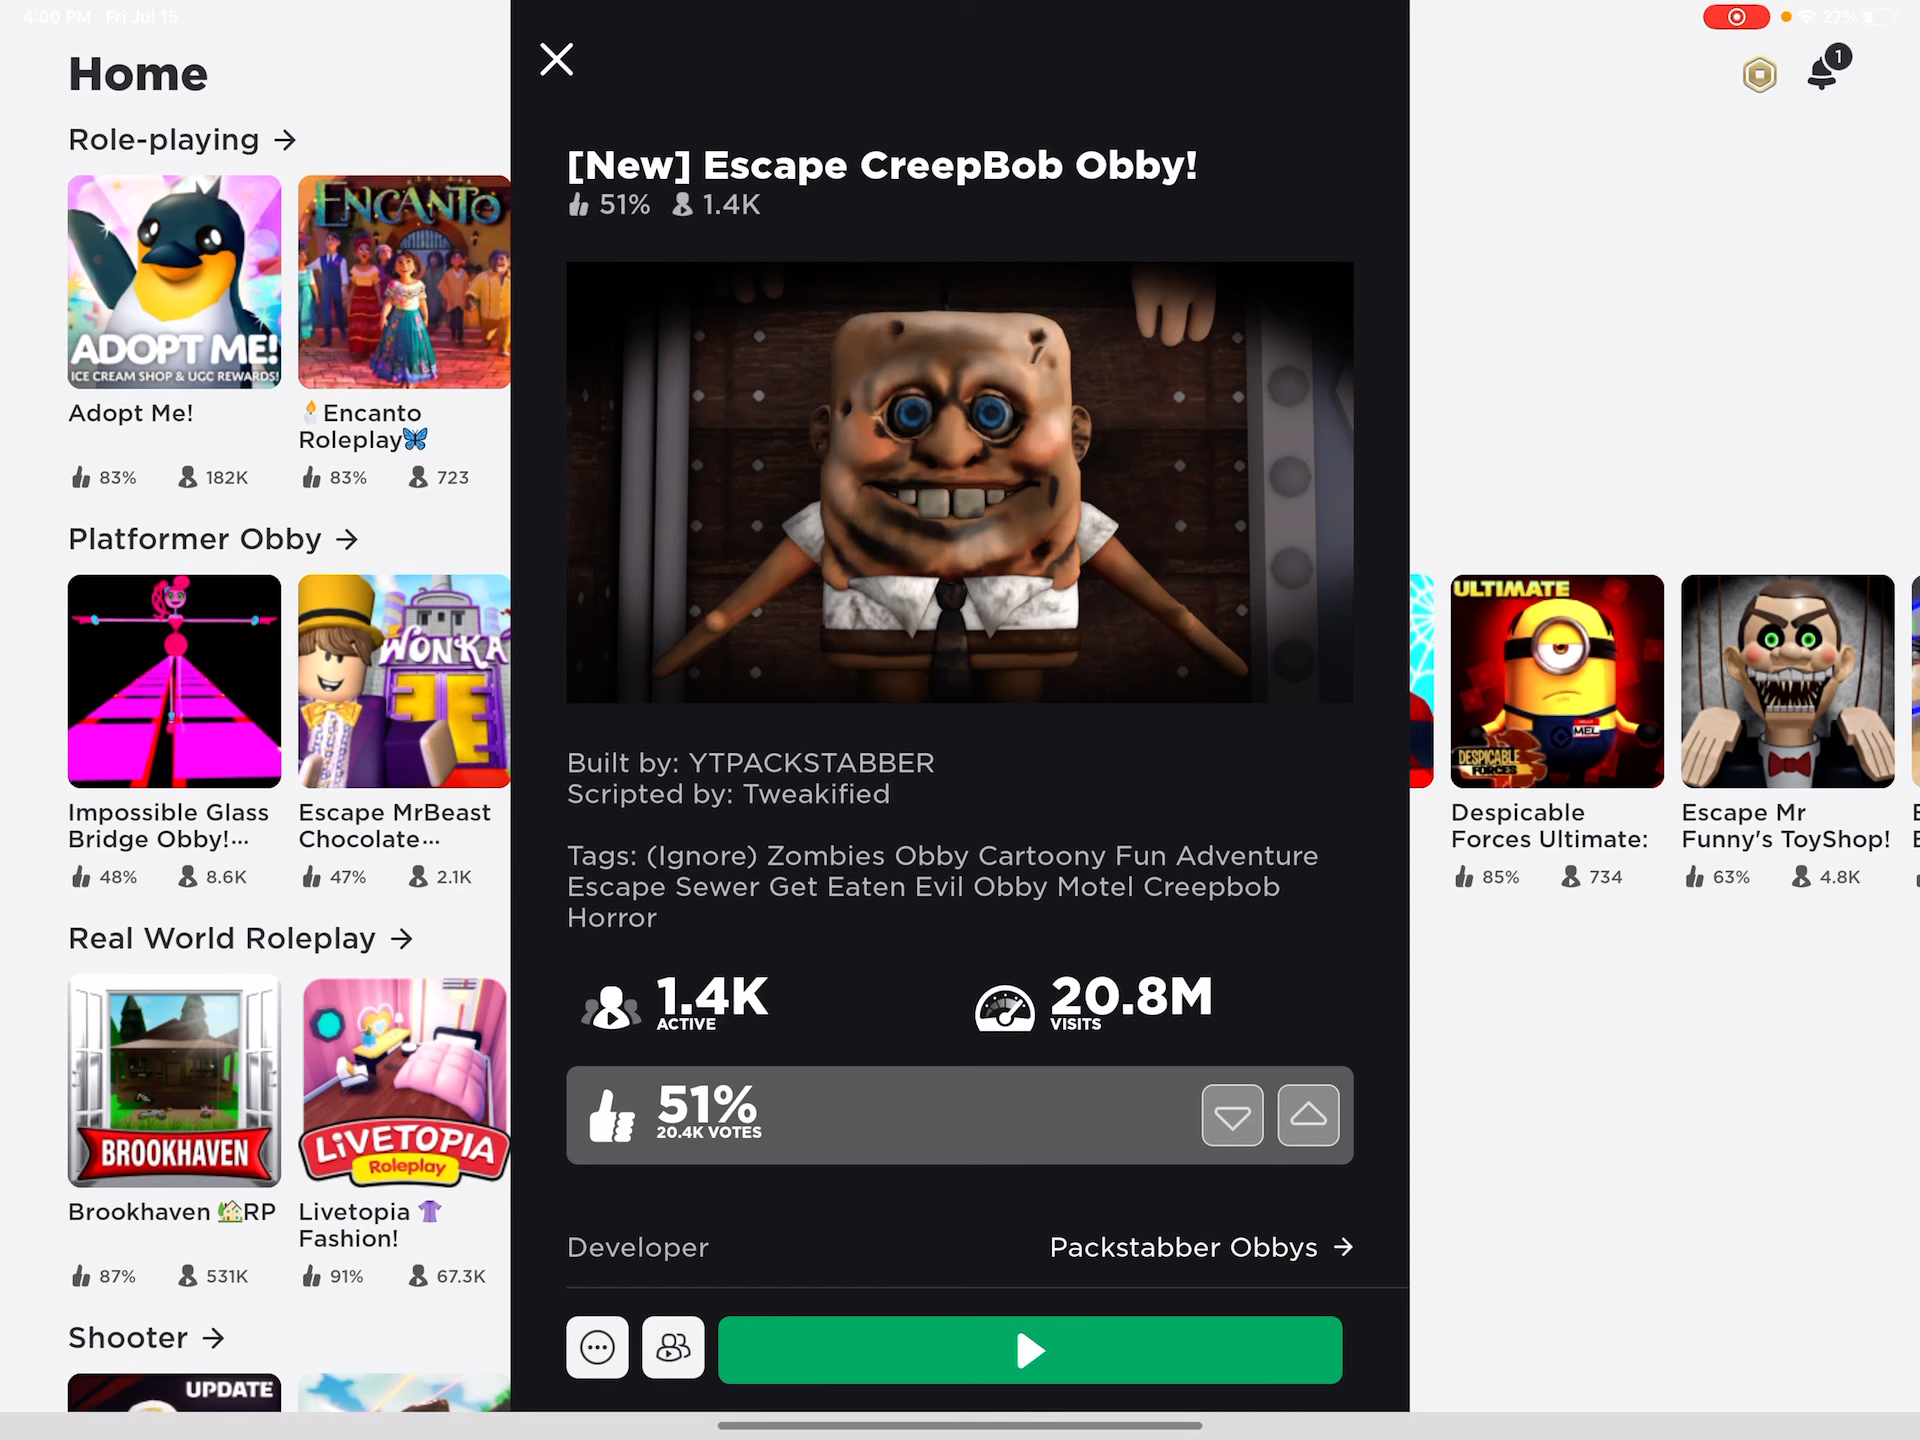 4:00 PM Fri Jul 15
27%
1
Home
Role-playing →
ADOPT ME!
ICE CREAM SHOP & UGC REWARDS!
ENCANTO
Adopt Me!
🕯️Encanto
Roleplay🦋
83% 182K
83% 723
Platformer Obby →
WONKA
Impossible Glass
Bridge Obby!...
Escape MrBeast
Chocolate...
48% 8.6K
47% 2.1K
Real World Roleplay →
BROOKHAVEN
LIVETOPIA
Roleplay
Brookhaven 🏡RP
Livetopia 👚
Fashion!
87% 531K
91% 67.3K
Shooter →
UPDATE
[New] Escape CreepBob Obby!
51% 1.4K
Built by: YTPACKSTABBER
Scripted by: Tweakified
Tags: (Ignore) Zombies Obby Cartoony Fun Adventure
Escape Sewer Get Eaten Evil Obby Motel Creepbob
Horror
1.4K
ACTIVE
20.8M
VISITS
51%
20.4K VOTES
Developer
Packstabber Obbys →
ULTIMATE
MEL
DESPICABLE
FORCES
Despicable
Forces Ultimate:
Escape Mr
Funny's ToyShop!
85% 734
63% 4.8K